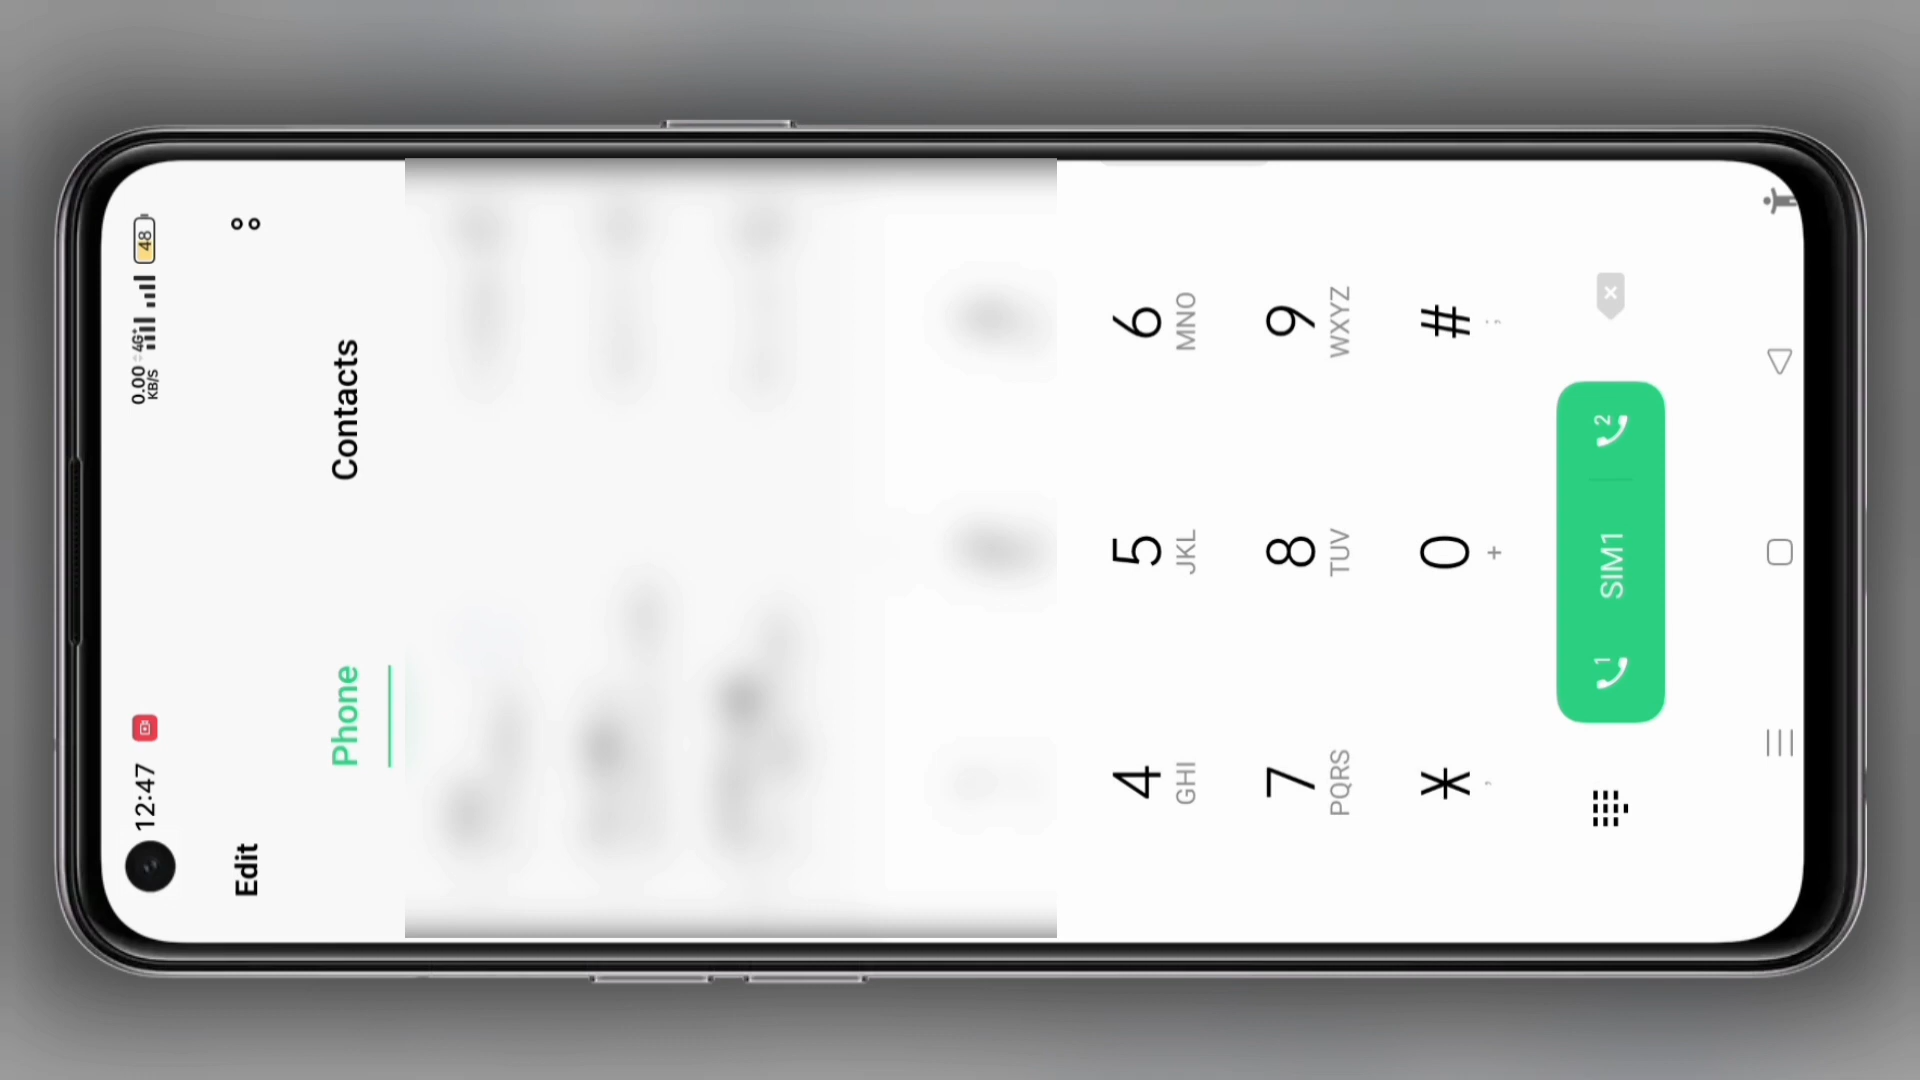 12:47 0.00 KB/S 4G+ 48
Edit
Phone Contacts
4 5 6
GHI JKL MNO
7 8 9
PQRS TUV WXYZ
* 0 #
, + ;
1 SIM1 2